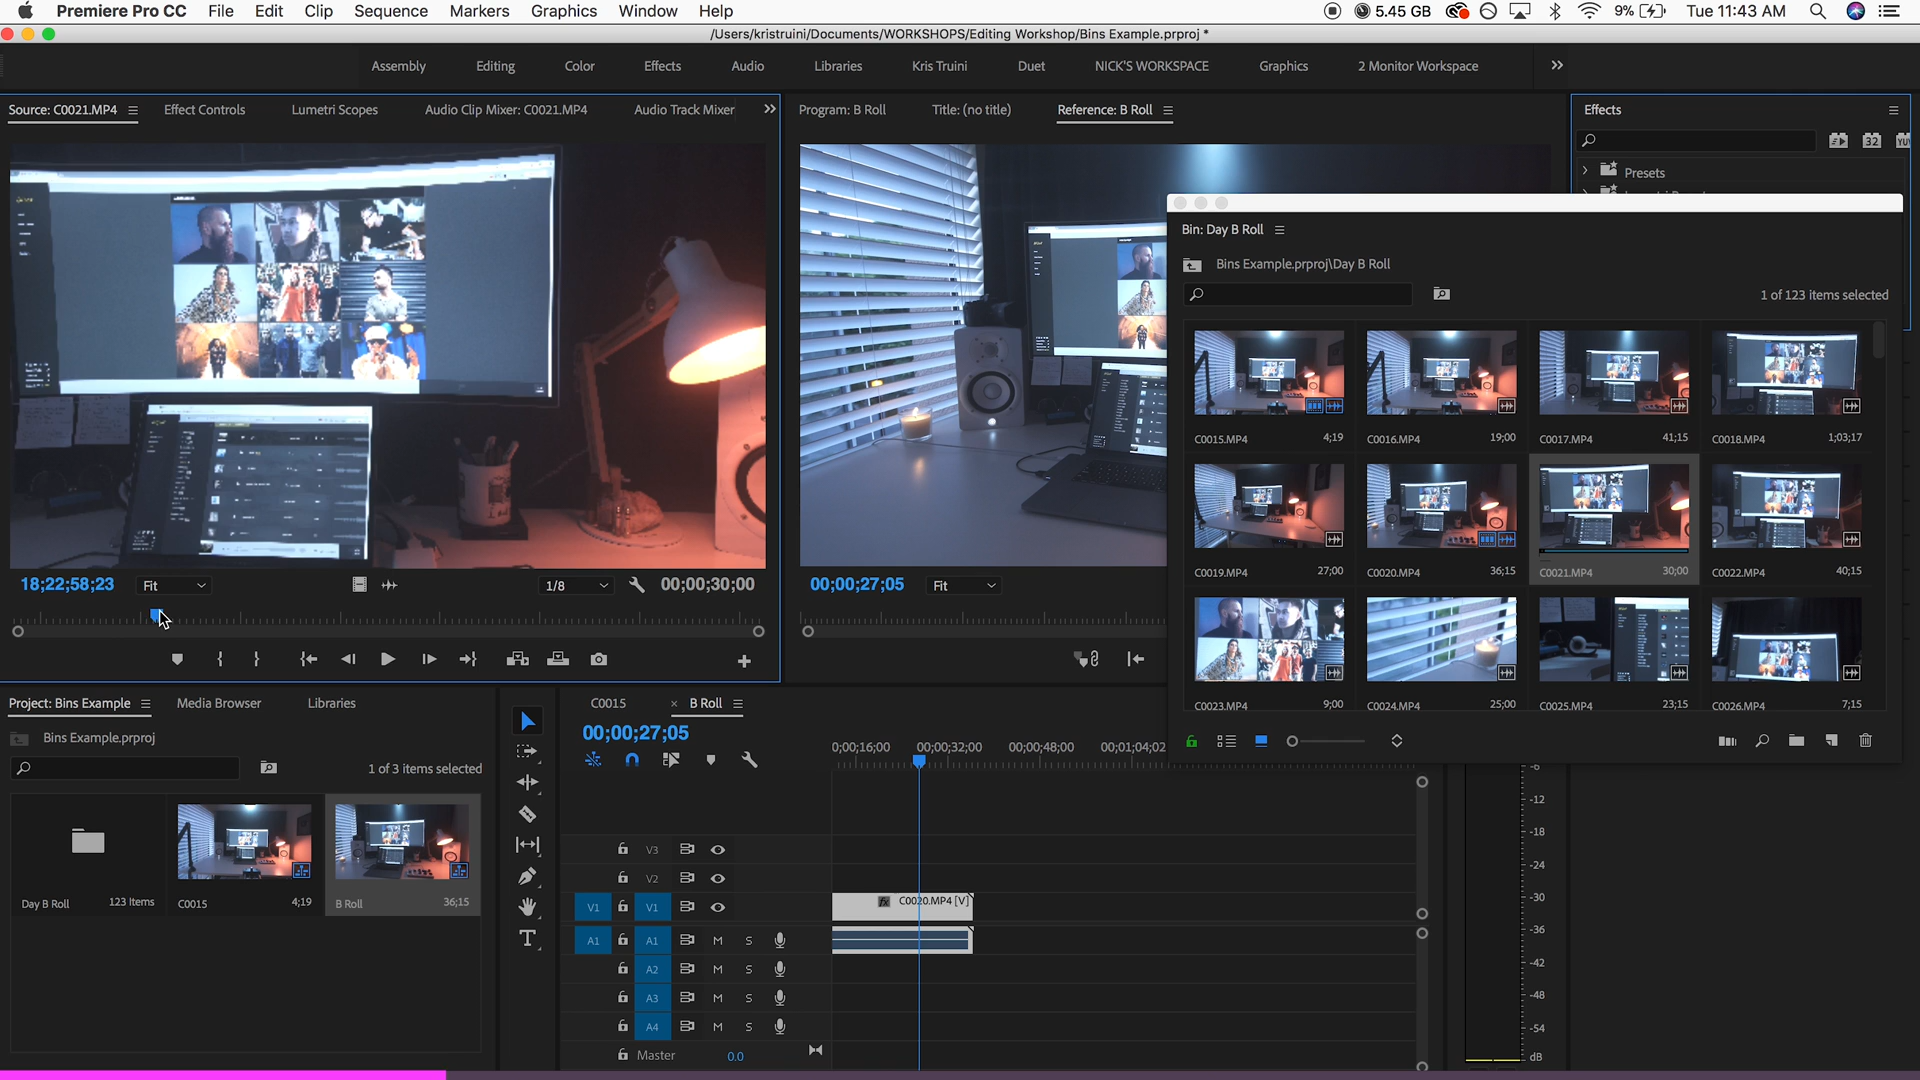 Premiere Pro CC File Edit Clip Sequence Markers Graphics Window Help 5.45 GB 9% Tue 11:43 AM
/Users/kristruini/Documents/WORKSHOPS/Editing Workshop/Bins Example.prproj *
Assembly Editing Color Effects Audio Libraries Kris Truini Duet NICK'S WORKSPACE Graphics 2 Monitor Workspace
Source: C0021.MP4 Effect Controls Lumetri Scopes Audio Clip Mixer: C0021.MP4 Audio Track Mixer
Program: B Roll Title: (no title) Reference: B Roll
Effects
32
Presets
Bin: Day B Roll
Bins Example.prproj\Day B Roll
1 of 123 items selected
C0015.MP4 4;19 C0016.MP4 19;00 C0017.MP4 41;15 C0018.MP4 1;03;17
C0019.MP4 27;00 C0020.MP4 36;15 C0021.MP4 30;00 C0022.MP4 40;15
C0023.MP4 9;00 C0024.MP4 25;00 C0025.MP4 23;15 C0026.MP4 7;15
18;22;58;23 Fit 1/8 00;00;30;00
00;00;27;05 Fit
Project: Bins Example Media Browser Libraries
Bins Example.prproj
1 of 3 items selected
Day B Roll 123 Items C0015 4;19 B Roll 36;15
C0015 × B Roll
00;00;27;05
0;00;16;00 00;00;32;00 00;00;48;00 00;01;04;02
V3
V2
V1 V1 fx C0020.MP4 [V]
A1 A1 M S
A2 M S
A3 M S
A4 M S
Master 0.0
-6
-12
-18
-24
-30
-36
-42
-48
-54
dB